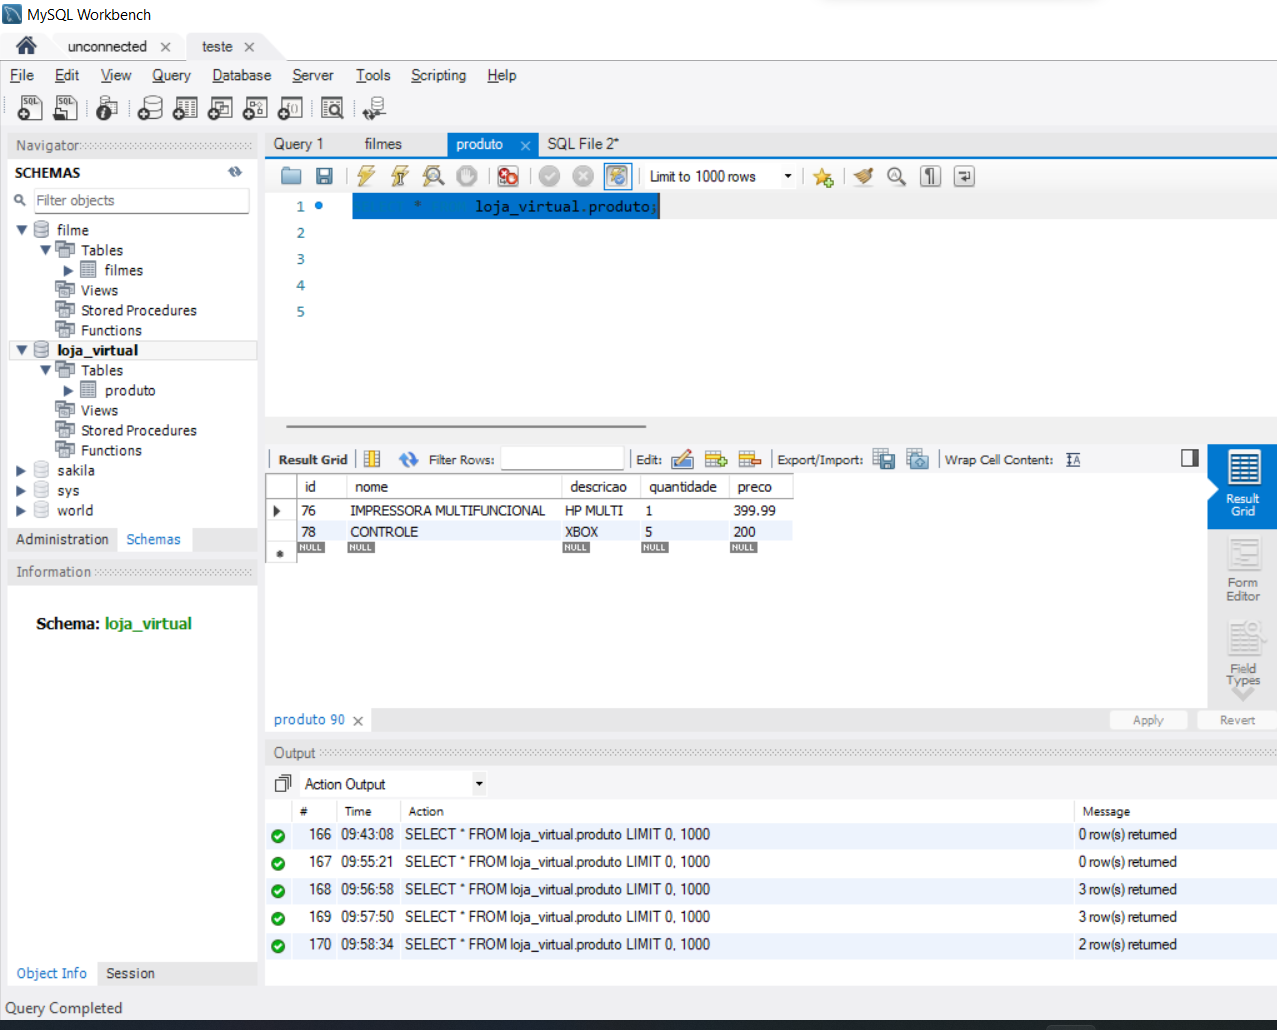 MySQL Workbench
unconnected
teste
File Edit View Query Database Server Tools Scripting Help
Navigator
SCHEMAS
Filter objects
filme
Tables
filmes
Views
Stored Procedures
Functions
loja_virtual
Tables
produto
Views
Stored Procedures
Functions
sakila
sys
world
Administration Schemas
Information
Schema: loja_virtual
Object Info Session
Query 1 filmes produto SQL File 2*
Limit to 1000 rows
1 * loja_virtual.produto;
2
3
4
5
Result Grid Filter Rows: Edit: Export/Import: Wrap Cell Content:
id nome descricao quantidade preco
76 IMPRESSORA MULTIFUNCIONAL HP MULTI 1 399.99
78 CONTROLE XBOX 5 200
NULL NULL NULL NULL NULL
Result
Grid
Form
Editor
Field
Types
produto 90 Apply Revert
Output
Action Output
# Time Action Message
166 09:43:08 SELECT * FROM loja_virtual.produto LIMIT 0, 1000 0 row(s) returned
167 09:55:21 SELECT * FROM loja_virtual.produto LIMIT 0, 1000 0 row(s) returned
168 09:56:58 SELECT * FROM loja_virtual.produto LIMIT 0, 1000 3 row(s) returned
169 09:57:50 SELECT * FROM loja_virtual.produto LIMIT 0, 1000 3 row(s) returned
170 09:58:34 SELECT * FROM loja_virtual.produto LIMIT 0, 1000 2 row(s) returned
Query Completed